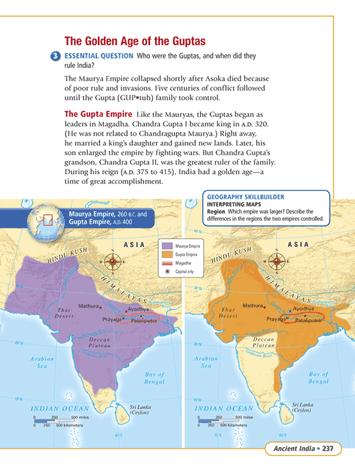 The Golden Age of the Guptas
3 ESSENTIAL QUESTION Who were the Guptas, and when did they
rule India?
The Maurya Empire collapsed shortly after Asoka died because
of poor rule and invasions. Five centuries of conflict followed
until the Gupta (GUP•tuh) family took control.
The Gupta Empire Like the Mauryas, the Guptas began as
leaders in Magadha. Chandra Gupta I became king in A.D. 320.
(He was not related to Chandragupta Maurya.) Right away,
he married a king's daughter and gained new lands. Later, his
son enlarged the empire by fighting wars. But Chandra Gupta's
grandson, Chandra Gupta II, was the greatest ruler of the family.
During his reign (A.D. 375 to 415), India had a golden age—a
time of great accomplishment.
GEOGRAPHY SKILLBUILDER
INTERPRETING MAPS
Region Which empire was larger? Describe the
differences in the regions the two empires controlled.
Maurya Empire, 260 B.C. and
Gupta Empire, A.D. 400
ASIA
HINDU KUSH
HIMALAYAS
Mathura
Ayodhya
Thar
Desert
Prayaga
Pataliputra
Deccan
Plateau
Arabian
Sea
Bay of
Bengal
INDIAN OCEAN
Sri Lanka
(Ceylon)
0 250 500 miles
0 250 500 kilometers
Maurya Empire
Gupta Empire
Magadha
Capital city
ASIA
HINDU KUSH
HIMALAYAS
Mathura
Ayodhya
Thar
Desert
Prayaga
Pataliputra
Deccan
Plateau
Arabian
Sea
Bay of
Bengal
INDIAN OCEAN
Sri Lanka
(Ceylon)
0 250 500 miles
0 250 500 kilometers
Ancient India • 237